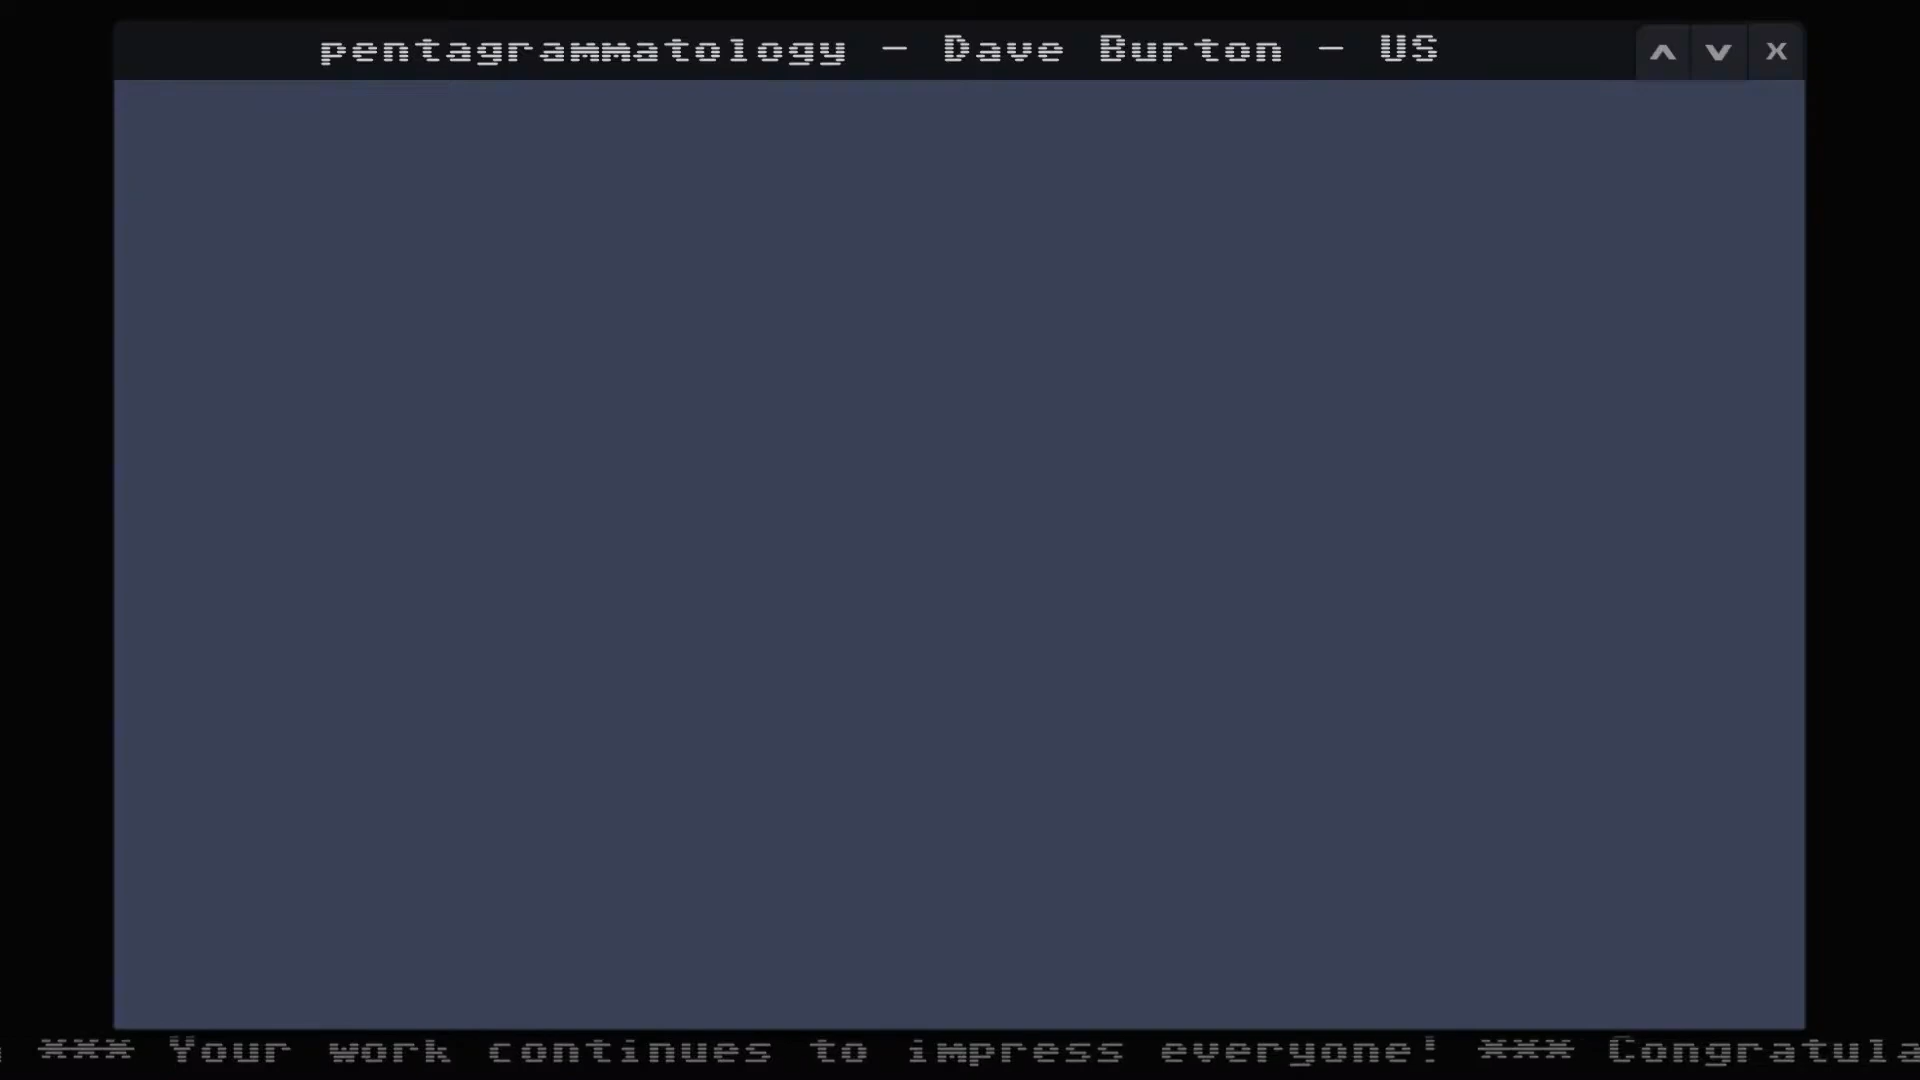 pentagrammatology - Dave Burton - US
*** Your work continues to impress everyone! *** Congratula